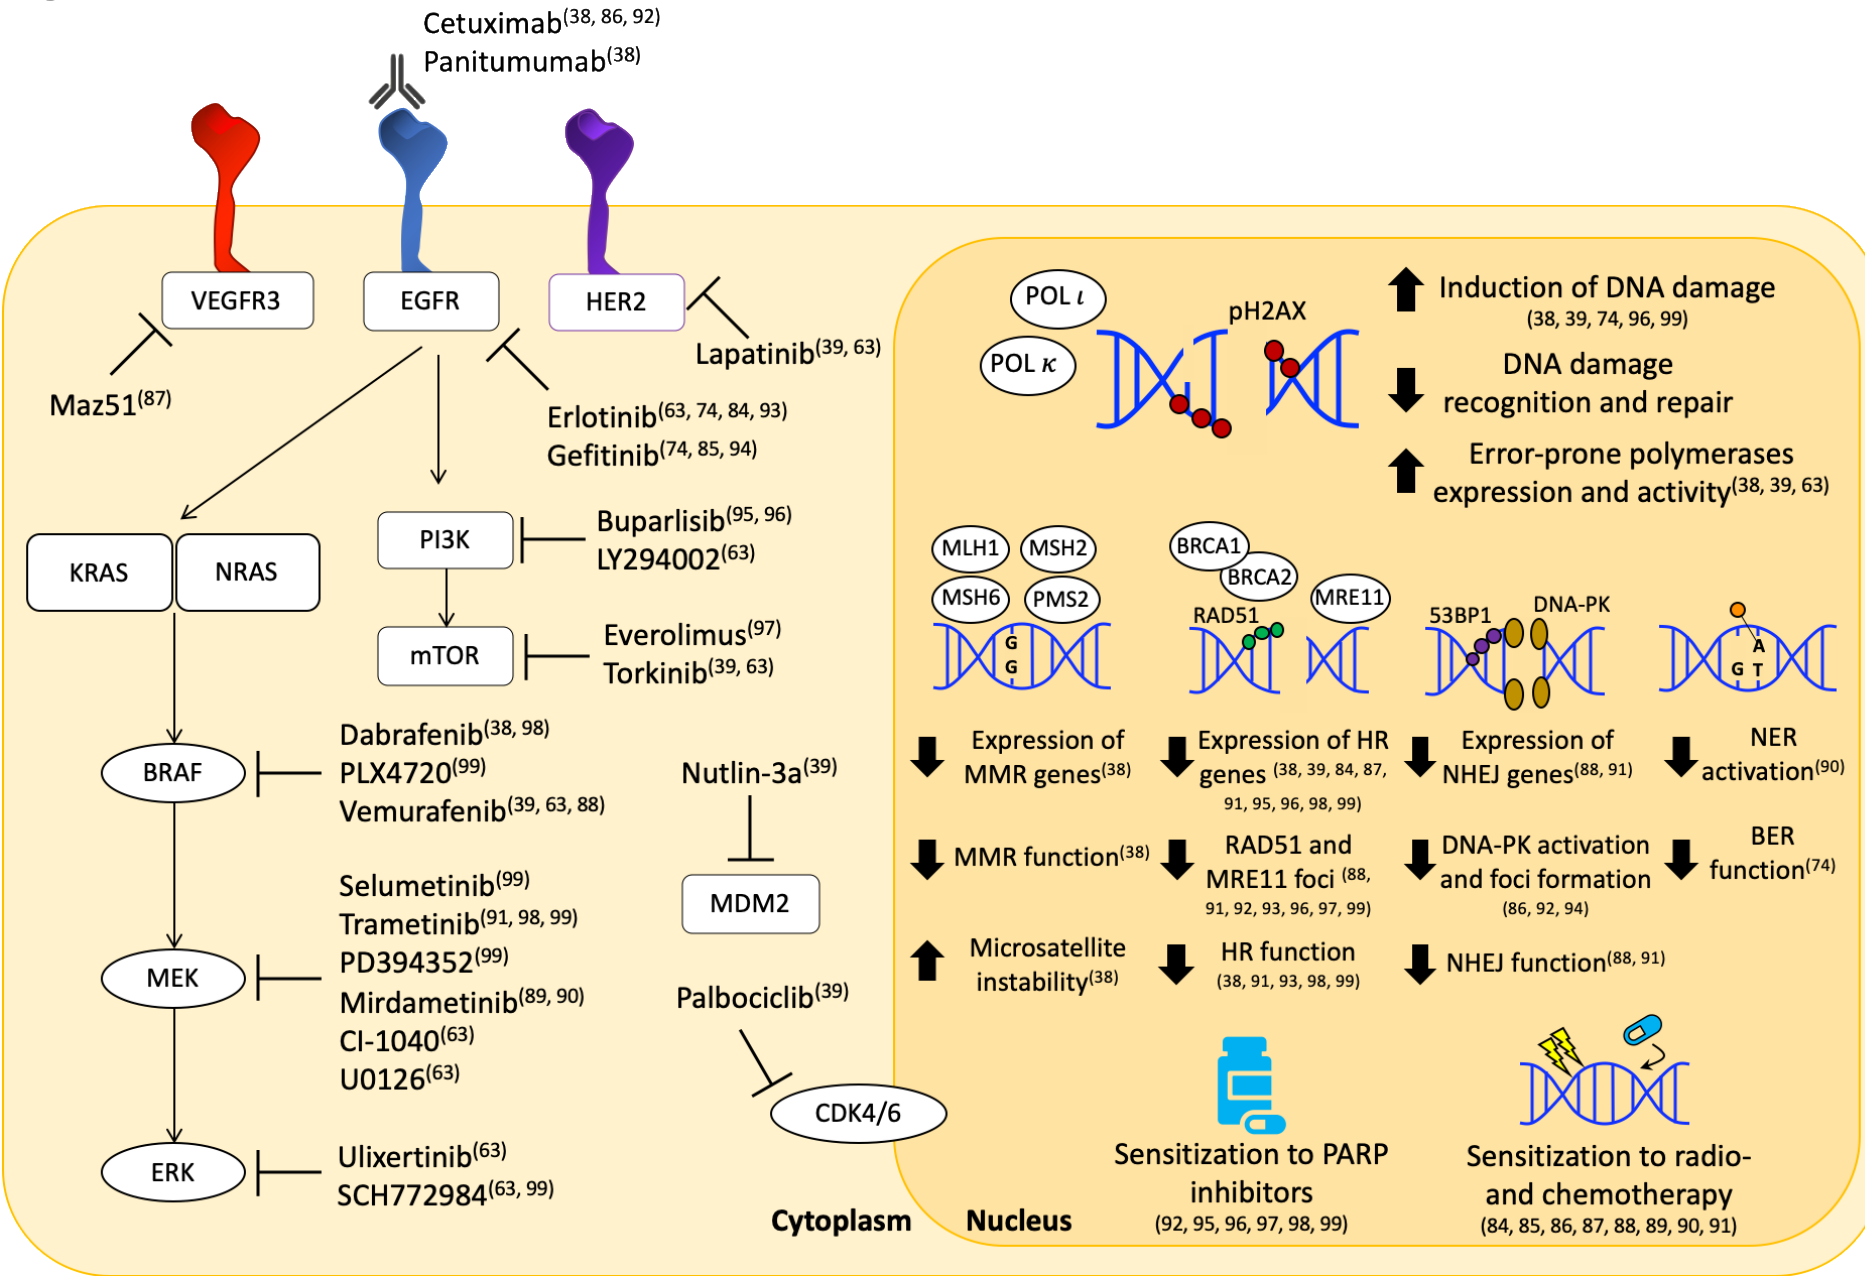 Cetuximab(38, 86, 92)
Panitumumab(38)
VEGFR3
EGFR
HER2
Maz51(87)
Lapatinib(39, 63)
Erlotinib(63, 74, 84, 93)
Gefitinib(74, 85, 94)
KRAS
NRAS
PI3K
Buparlisib(95, 96)
LY294002(63)
mTOR
Everolimus(97)
Torkinib(39, 63)
BRAF
Dabrafenib(38, 98)
PLX4720(99)
Vemurafenib(39, 63, 88)
MEK
Selumetinib(99)
Trametinib(91, 98, 99)
PD394352(99)
Mirdametinib(89, 90)
CI-1040(63)
U0126(63)
ERK
Ulixertinib(63)
SCH772984(63, 99)
Nutlin-3a(39)
MDM2
Palbociclib(39)
CDK4/6
Cytoplasm
Nucleus
POL ι
POL κ
pH2AX
Induction of DNA damage
(38, 39, 74, 96, 99)
DNA damage
recognition and repair
Error-prone polymerases
expression and activity(38, 39, 63)
MLH1
MSH2
MSH6
PMS2
G
G
BRCA1
BRCA2
RAD51
MRE11
53BP1
DNA-PK
A
G T
Expression of
MMR genes(38)
MMR function(38)
Microsatellite
instability(38)
Expression of HR
genes (38, 39, 84, 87,
91, 95, 96, 98, 99)
RAD51 and
MRE11 foci (88,
91, 92, 93, 96, 97, 99)
HR function
(38, 91, 93, 98, 99)
Expression of
NHEJ genes(88, 91)
DNA-PK activation
and foci formation
(86, 92, 94)
NHEJ function(88, 91)
NER
activation(90)
BER
function(74)
Sensitization to PARP
inhibitors
(92, 95, 96, 97, 98, 99)
Sensitization to radio-
and chemotherapy
(84, 85, 86, 87, 88, 89, 90, 91)